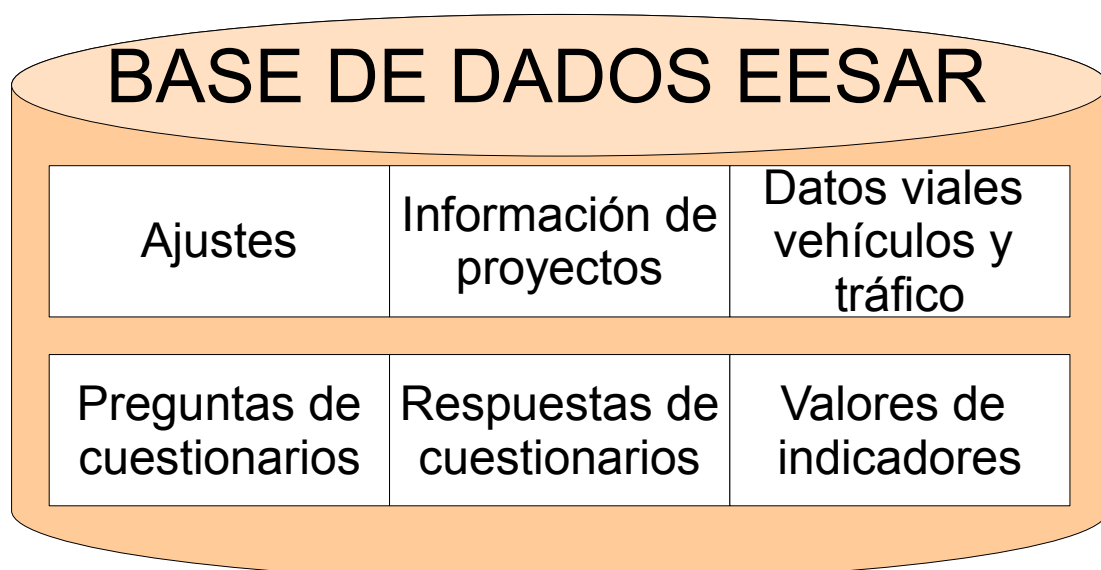 BASE DE DADOS EESAR
Ajustes
Información de
proyectos
Datos viales
vehículos y
tráfico
Preguntas de
cuestionarios
Respuestas de
cuestionarios
Valores de
indicadores